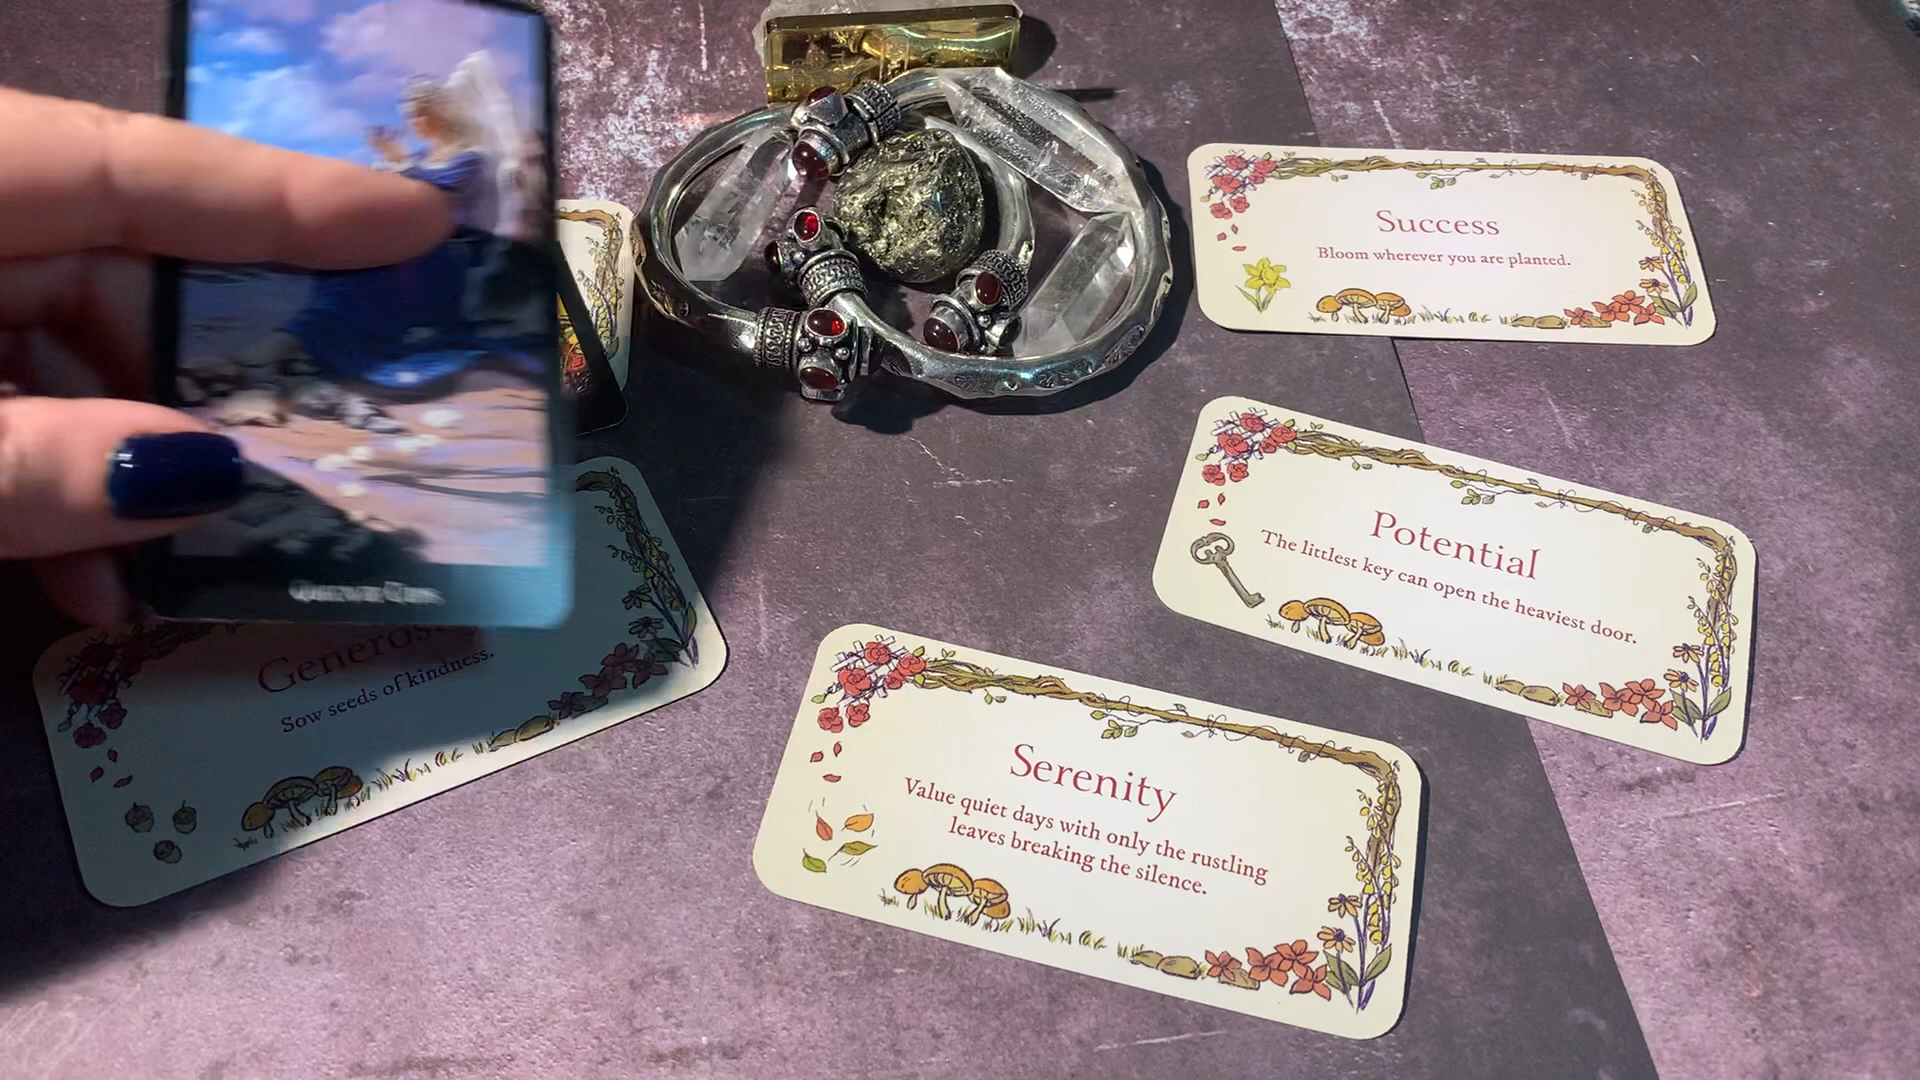 Success
Bloom wherever you are planted.
Potential
The littlest key can open the heaviest door.
Generosity
Sow seeds of kindness.
Serenity
Value quiet days with only the rustling
leaves breaking the silence.